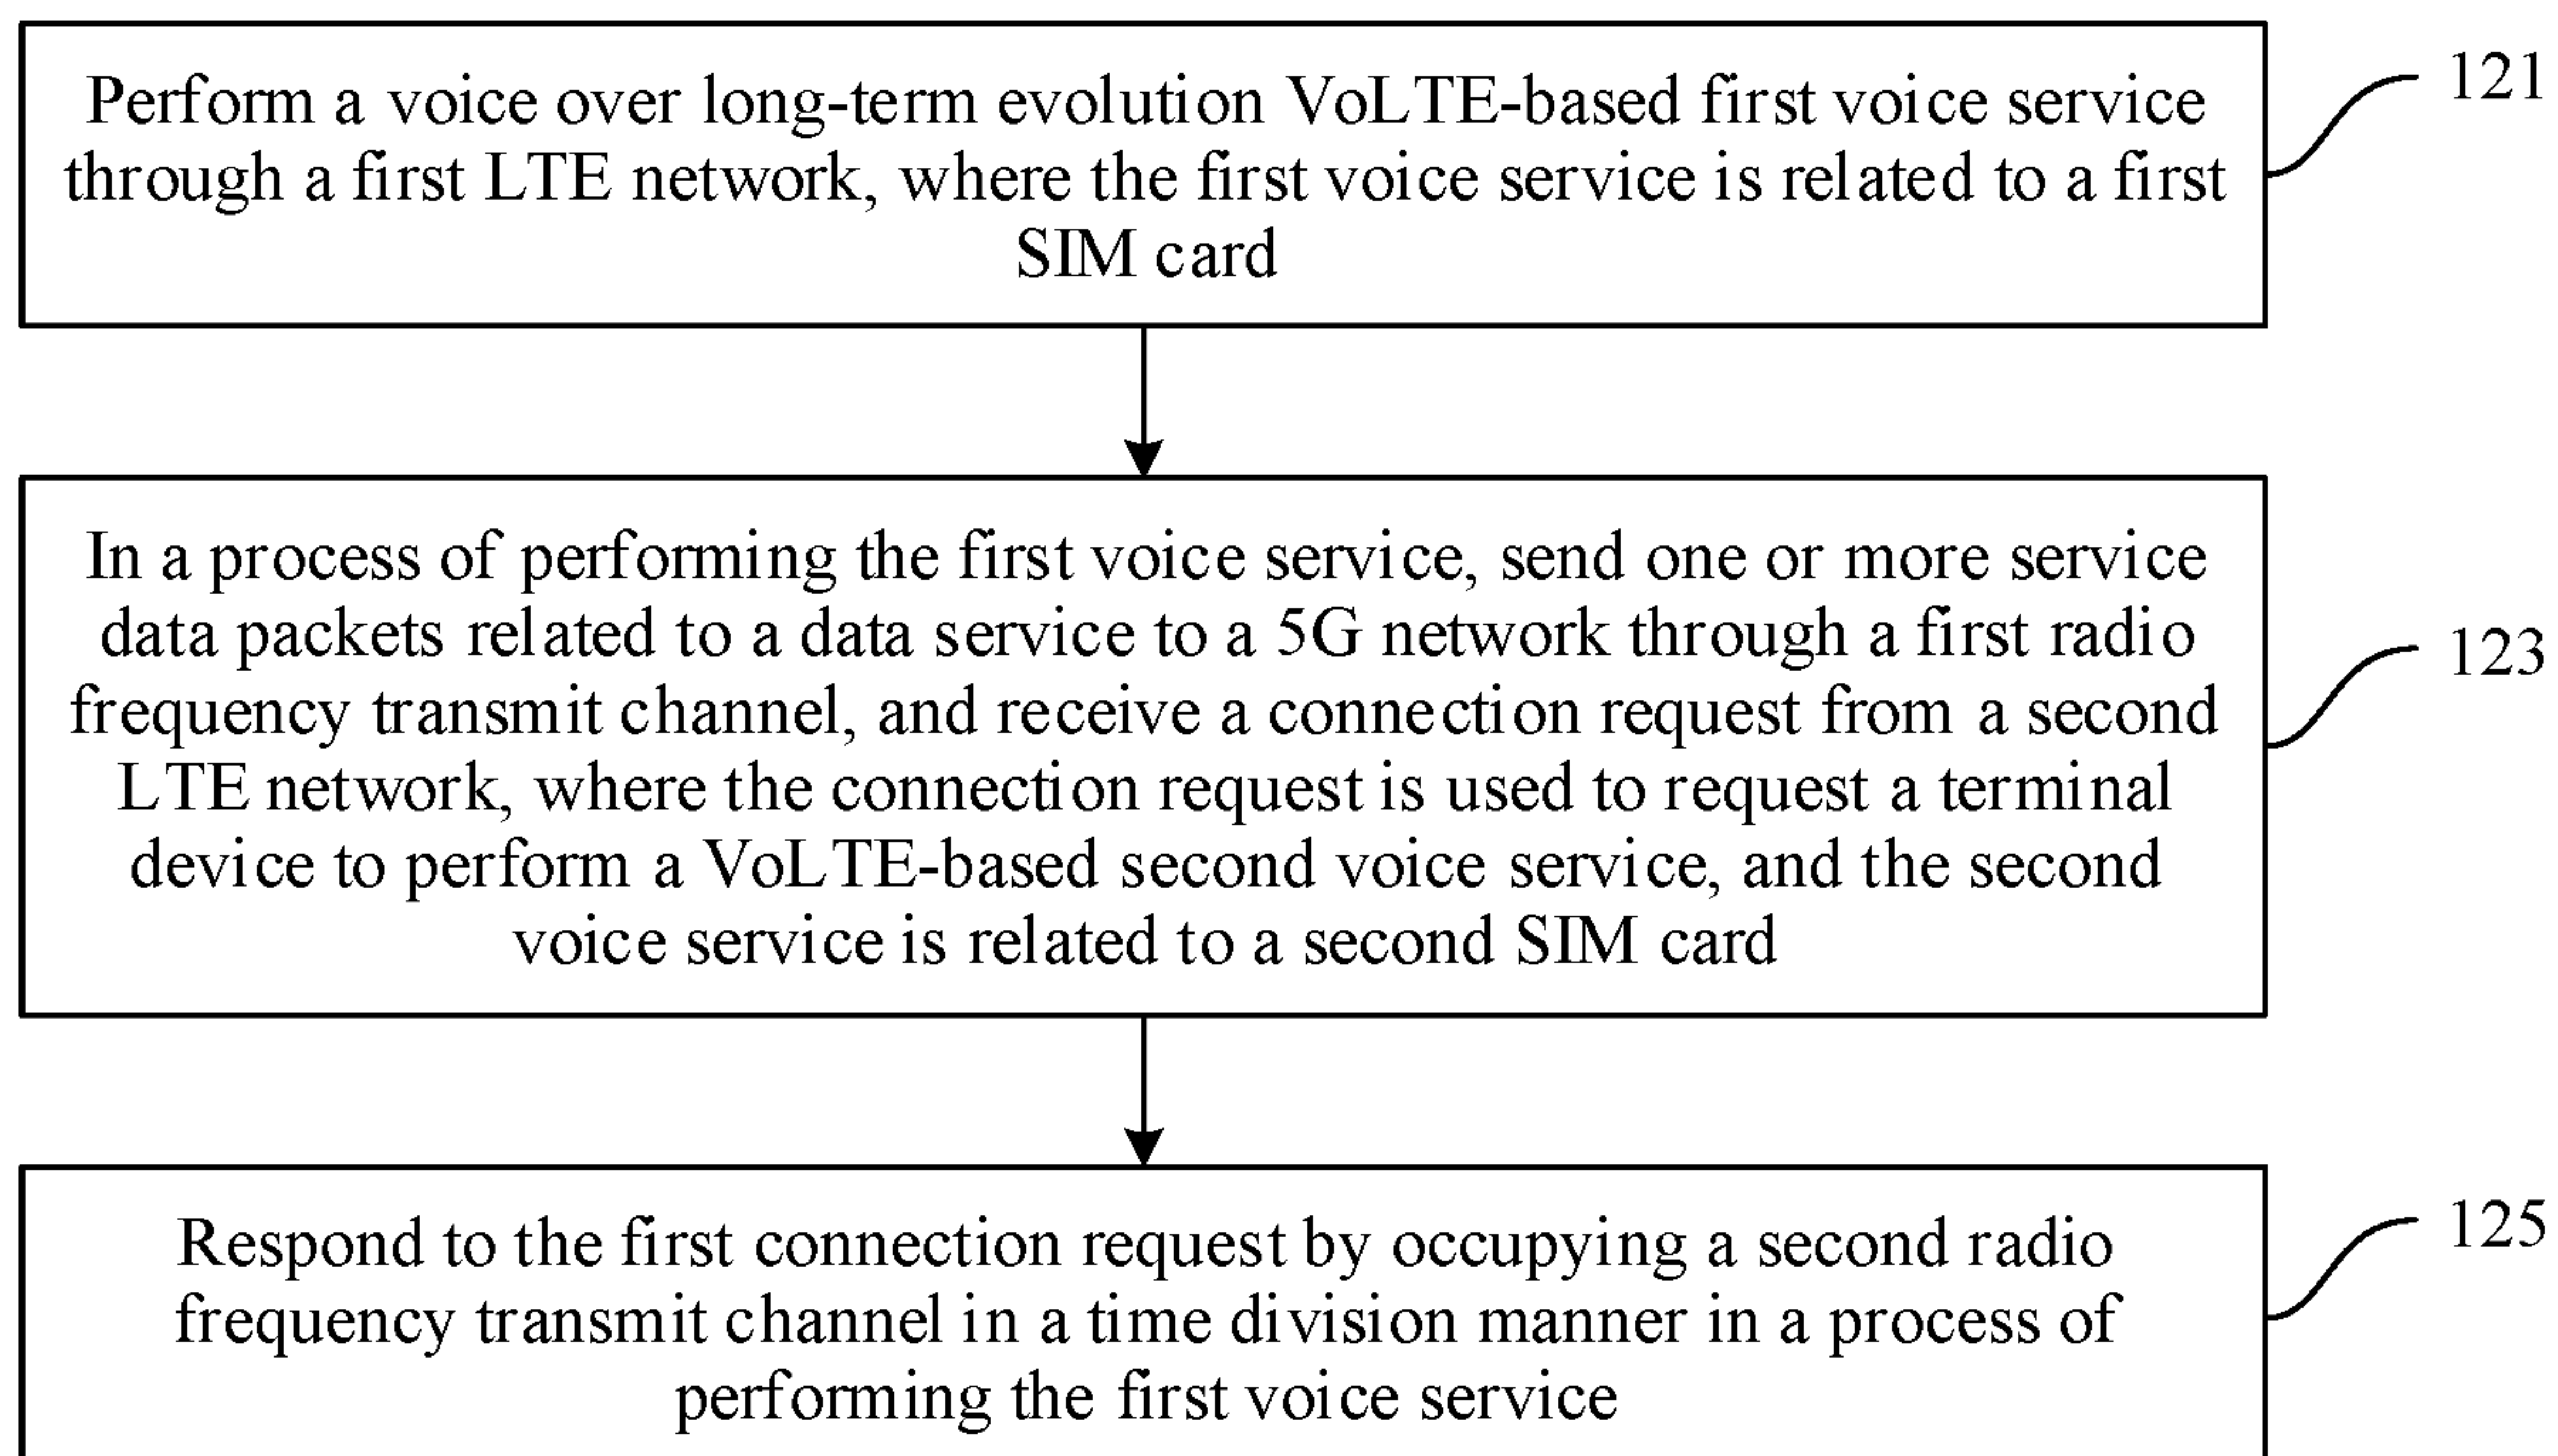 Perform a voice over long-term evolution VoLTE-based first voice service
through a first LTE network, where the first voice service is related to a first
SIM card
121
In a process of performing the first voice service, send one or more service
data packets related to a data service to a 5G network through a first radio
frequency transmit channel, and receive a connection request from a second
LTE network, where the connection request is used to request a terminal
device to perform a VoLTE-based second voice service, and the second
voice service is related to a second SIM card
123
Respond to the first connection request by occupying a second radio
frequency transmit channel in a time division manner in a process of
performing the first voice service
125